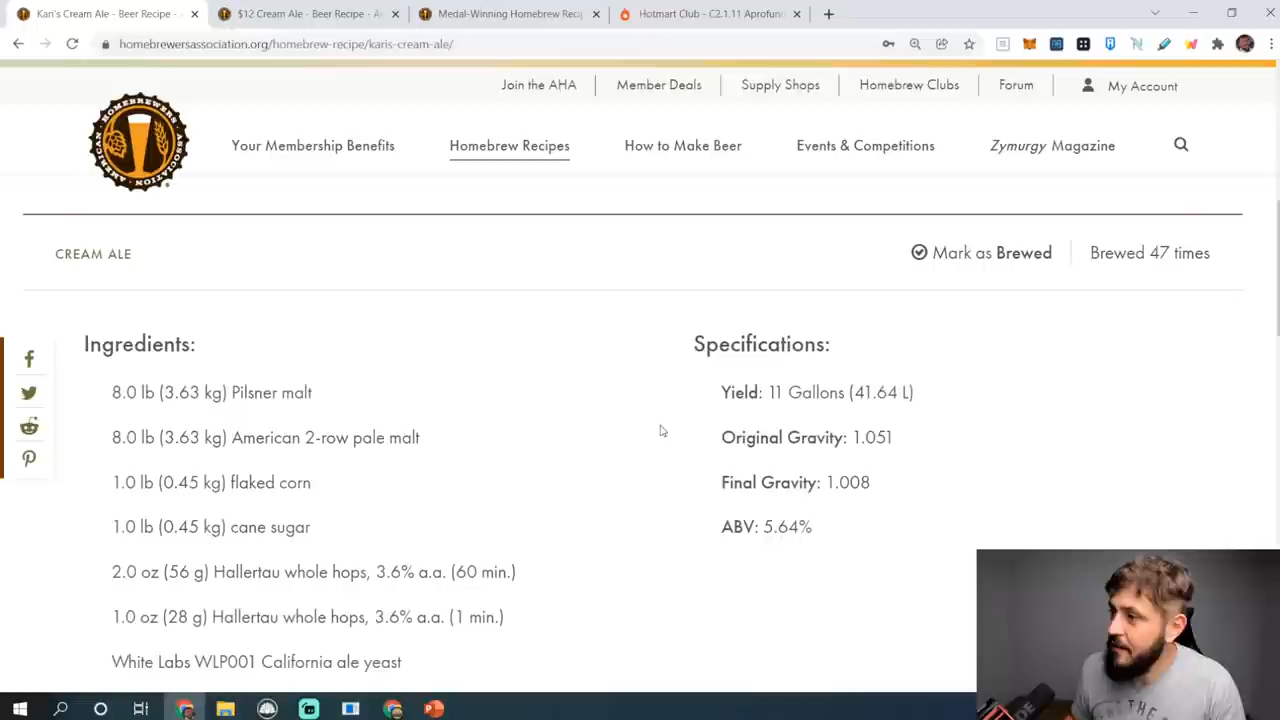 Kari's Cream Ale - Beer Recipe -
$12 Cream Ale - Beer Recipe - A
Medal-Winning Homebrew Reci
Hotmart Club - C2.1.11 Aprofund
homebrewersassociation.org/homebrew-recipe/karis-cream-ale/
Join the AHA
Member Deals
Supply Shops
Homebrew Clubs
Forum
My Account
AMERICAN HOMEBREWERS ASSOCIATION
Your Membership Benefits
Homebrew Recipes
How to Make Beer
Events & Competitions
Zymurgy Magazine
CREAM ALE
Mark as Brewed
Brewed 47 times
Ingredients:
8.0 lb (3.63 kg) Pilsner malt
8.0 lb (3.63 kg) American 2-row pale malt
1.0 lb (0.45 kg) flaked corn
1.0 lb (0.45 kg) cane sugar
2.0 oz (56 g) Hallertau whole hops, 3.6% a.a. (60 min.)
1.0 oz (28 g) Hallertau whole hops, 3.6% a.a. (1 min.)
White Labs WLP001 California ale yeast
Specifications:
Yield: 11 Gallons (41.64 L)
Original Gravity: 1.051
Final Gravity: 1.008
ABV: 5.64%